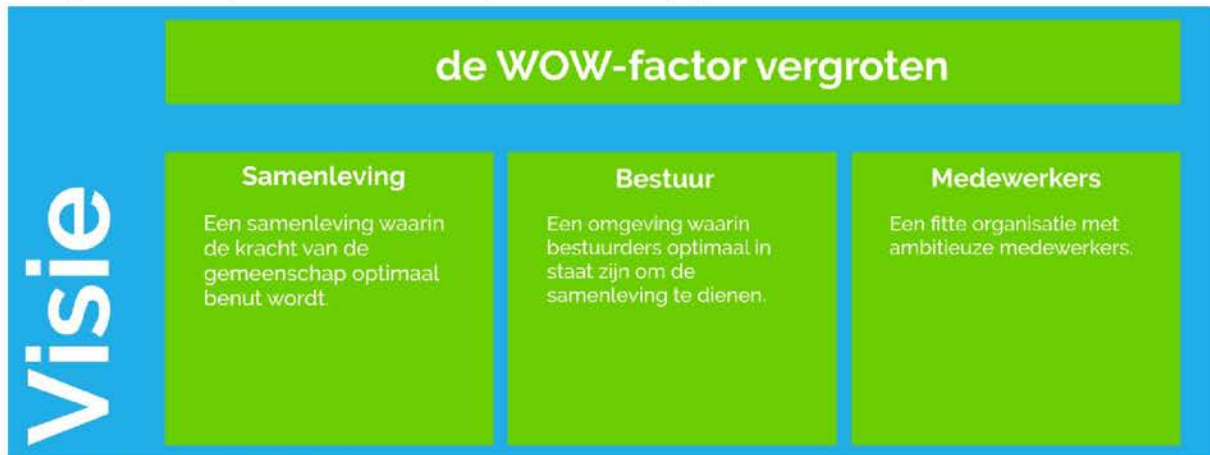 de WOW-factor vergroten
Visie
Samenleving
Een samenleving waarin
de kracht van de
gemeenschap optimaal
benut wordt.
Bestuur
Een omgeving waarin
bestuurders optimaal in
staat zijn om de
samenleving te dienen.
Medewerkers
Een fitte organisatie met
ambitieuze medewerkers.